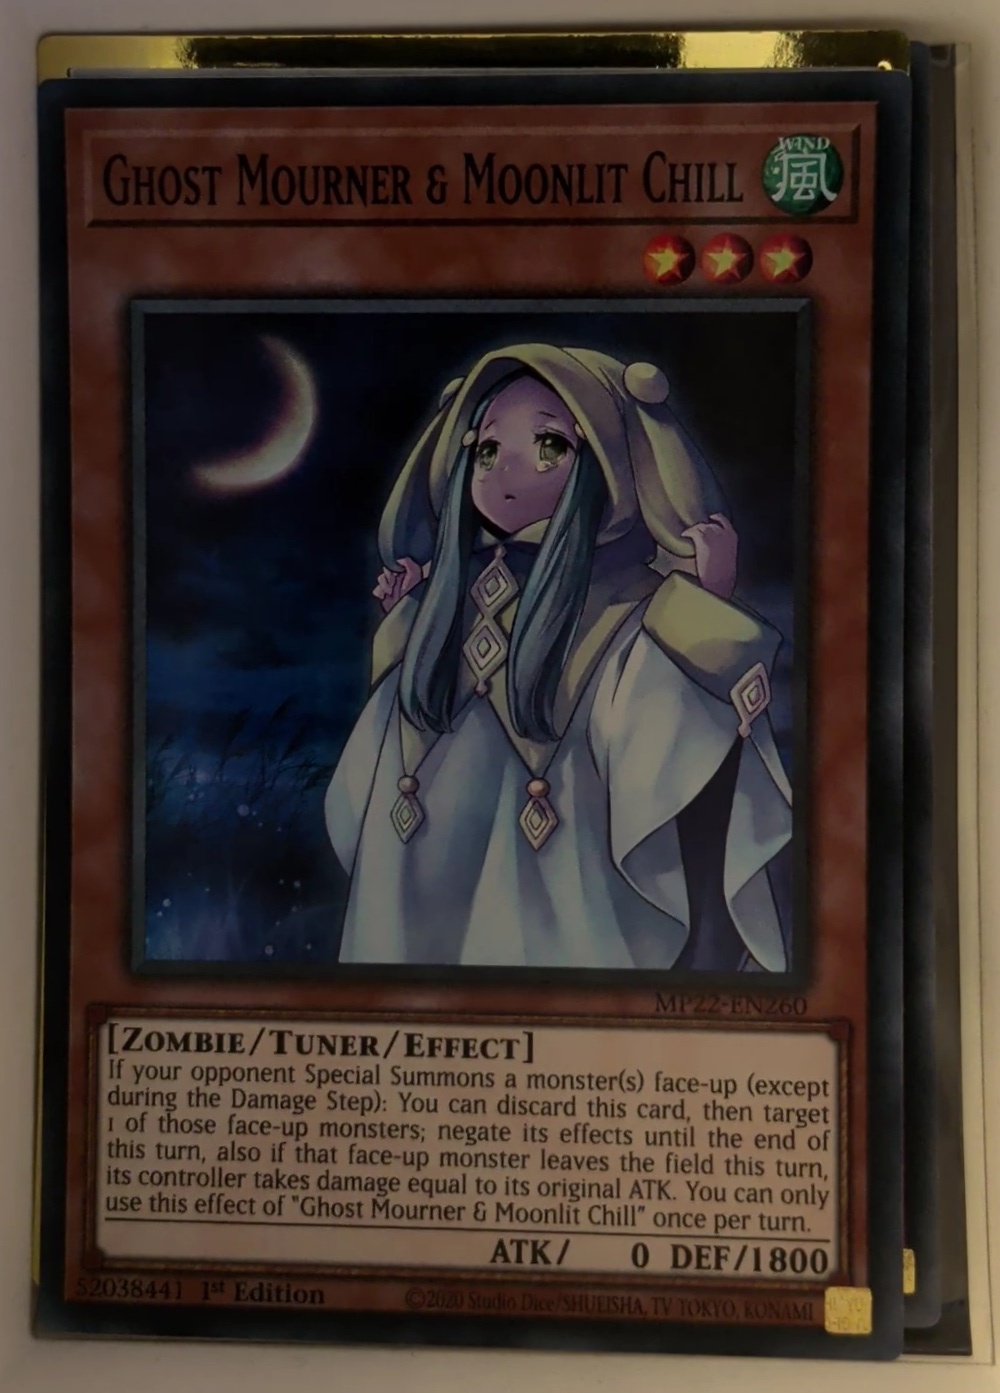 GHOST MOURNER & MOONLIT CHILL
WIND
風
MP22-EN260
[ZOMBIE/TUNER/EFFECT]
If your opponent Special Summons a monster(s) face-up (except
during the Damage Step): You can discard this card, then target
1 of those face-up monsters; negate its effects until the end of
this turn, also if that face-up monster leaves the field this turn,
its controller takes damage equal to its original ATK. You can only
use this effect of "Ghost Mourner & Moonlit Chill" once per turn.
ATK/ 0 DEF/1800
52038441 1st Edition ©2020 Studio Dice/SHUEISHA, TV TOKYO, KONAMI